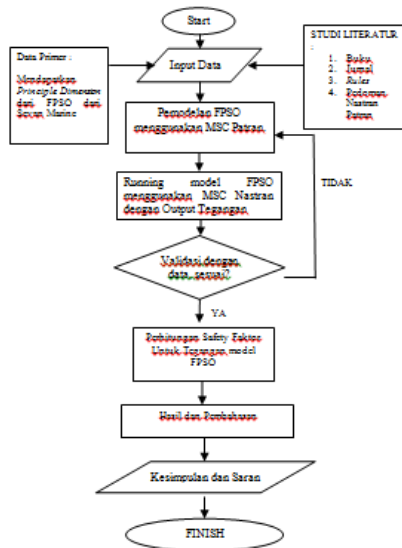 Start
Data Primer :
Mendapatkan
Principle Dimension
dari FPSO dari
Sevan Marine
Input Data
STUDI LITERATUR
:
1. Buku
2. Jurnal
3. Rules
4. Pedoman
Nastran
Patran
Pemodelan FPSO
menggunakan MSC Patran
Running model FPSO
menggunakan MSC Nastran
dengan Output Tegangan
TIDAK
Validasi dengan
data, sesuai?
YA
Perhitungan Safety Faktor
Untuk Tegangan model
FPSO
Hasil dan Pembahasan
Kesimpulan dan Saran
FINISH